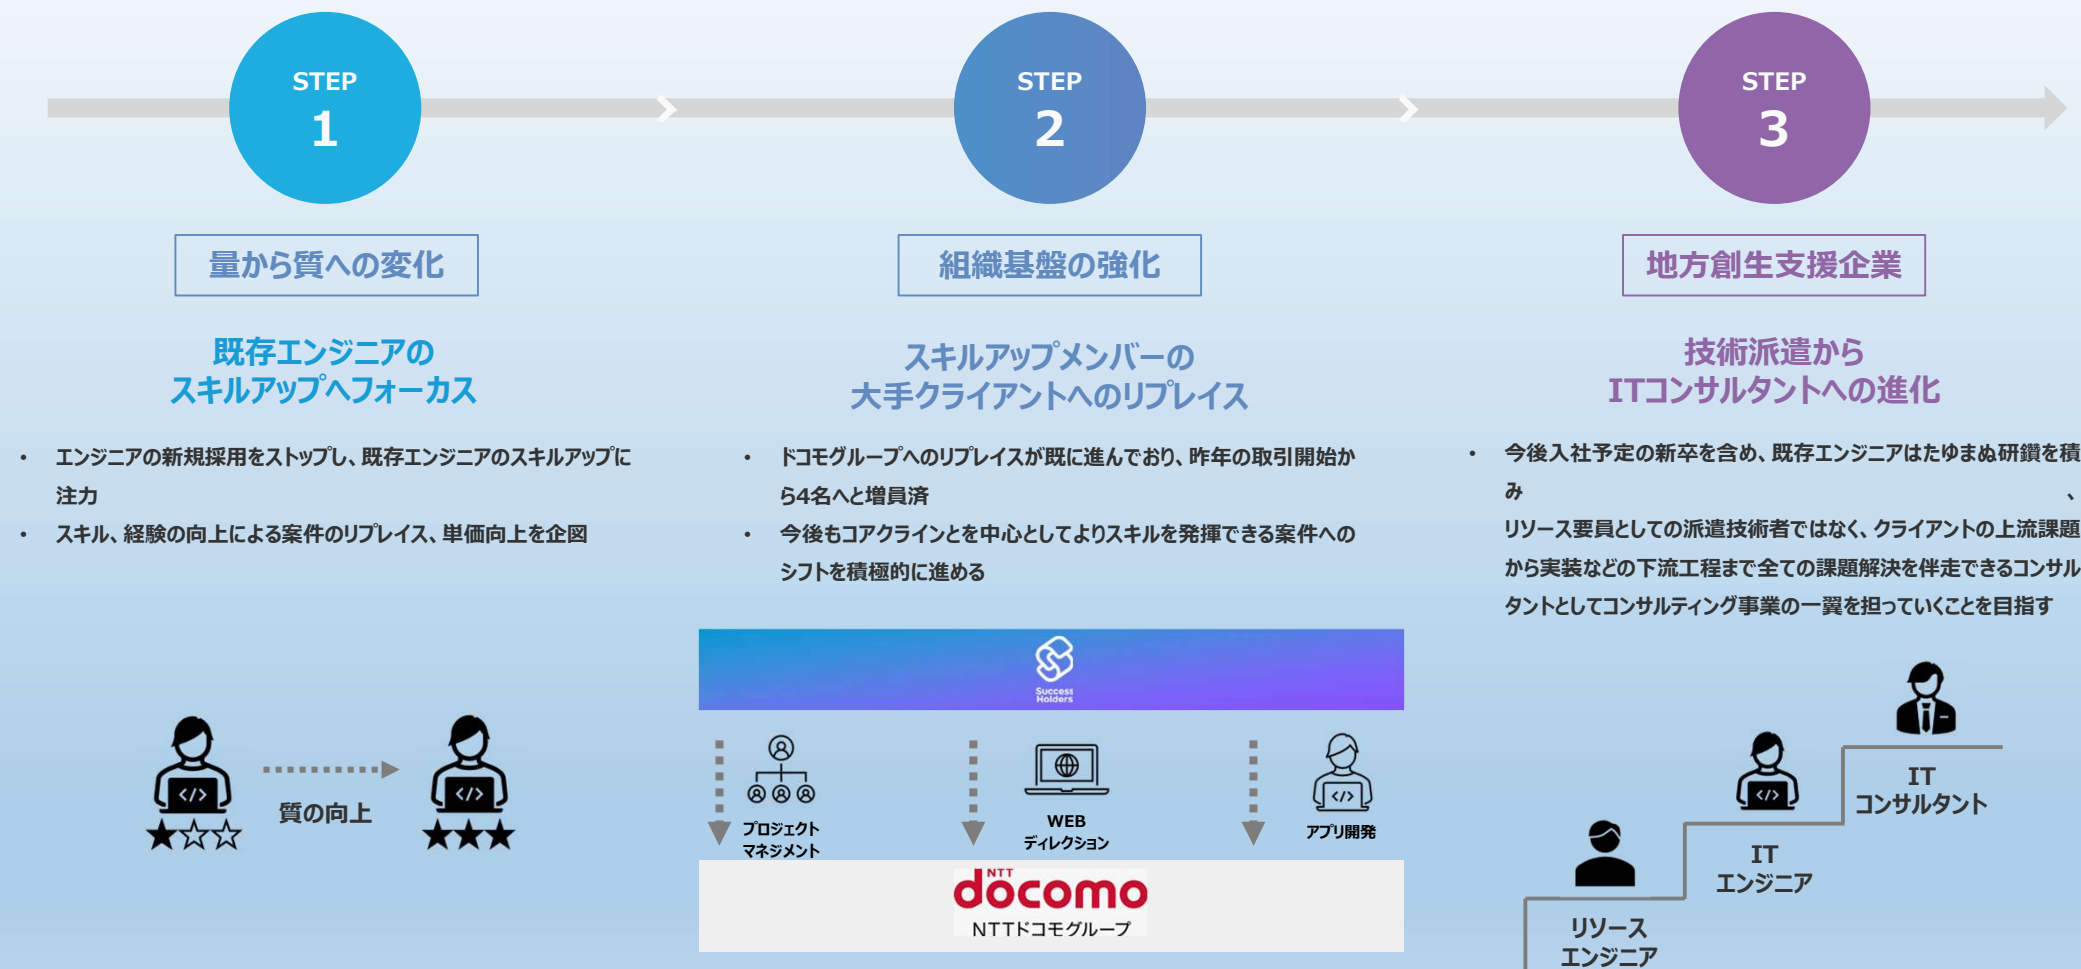 STEP
1
量から質への変化
既存エンジニアの
スキルアップへフォーカス
• エンジニアの新規採用をストップし、既存エンジニアのスキルアップに
注力
• スキル、経験の向上による案件のリプレイス、単価向上を企図
質の向上
STEP
2
組織基盤の強化
スキルアップメンバーの
大手クライアントへのリプレイス
• ドコモグループへのリプレイスが既に進んでおり、昨年の取引開始か
ら4名へと増員済
• 今後もコアクラインとを中心としてよりスキルを発揮できる案件への
シフトを積極的に進める
Success
Holders
プロジェクト
マネジメント
WEB
ディレクション
アプリ開発
NTT
docomo
NTTドコモグループ
STEP
3
地方創生支援企業
技術派遣から
ITコンサルタントへの進化
• 今後入社予定の新卒を含め、既存エンジニアはたゆまぬ研鑽を積
み、
リソース要員としての派遣技術者ではなく、クライアントの上流課題
から実装などの下流工程まで全ての課題解決を伴走できるコンサル
タントとしてコンサルティング事業の一翼を担っていくことを目指す
IT
コンサルタント
IT
エンジニア
リソース
エンジニア